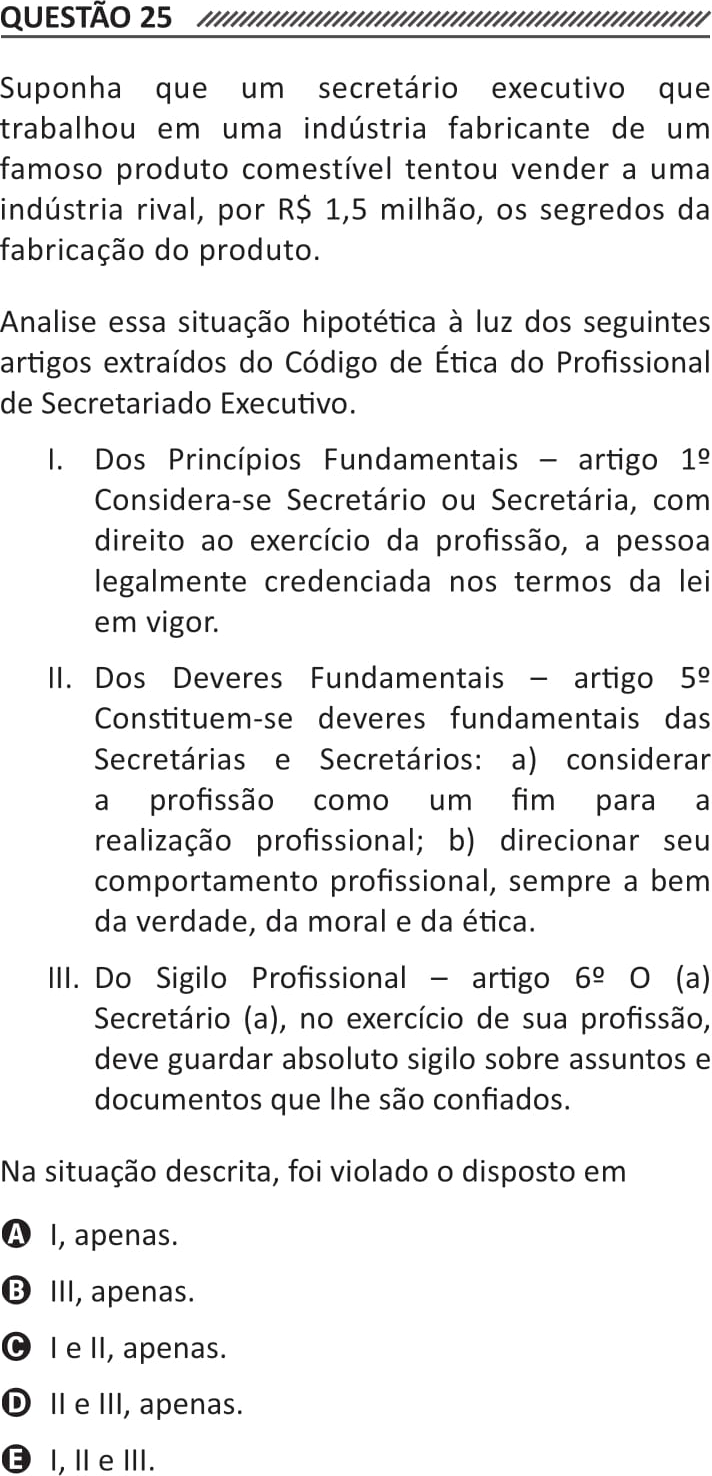 QUESTÃO 25
Suponha que um secretário executivo que
trabalhou em uma indústria fabricante de um
famoso produto comestível tentou vender a uma
indústria rival, por R$ 1,5 milhão, os segredos da
fabricação do produto.
Analise essa situação hipotética à luz dos seguintes
artigos extraídos do Código de Ética do Profissional
de Secretariado Executivo.
I. Dos Princípios Fundamentais – artigo 1º
Considera-se Secretário ou Secretária, com
direito ao exercício da profissão, a pessoa
legalmente credenciada nos termos da lei
em vigor.
II. Dos Deveres Fundamentais – artigo 5º
Constituem-se deveres fundamentais das
Secretárias e Secretários: a) considerar
a profissão como um fim para a
realização profissional; b) direcionar seu
comportamento profissional, sempre a bem
da verdade, da moral e da ética.
III. Do Sigilo Profissional – artigo 6º O (a)
Secretário (a), no exercício de sua profissão,
deve guardar absoluto sigilo sobre assuntos e
documentos que lhe são confiados.
Na situação descrita, foi violado o disposto em
A I, apenas.
B III, apenas.
C I e II, apenas.
D II e III, apenas.
E I, II e III.